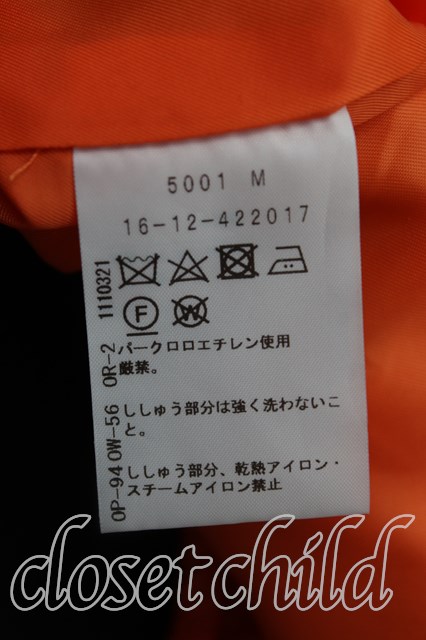 5001 M
16-12-422017
F W
パークロロエチレン使用
厳禁。
ししゅう部分は強く洗わないこ
と。
ししゅう部分、乾熱アイロン・
スチームアイロン禁止
OP-94 OW-56 OR-2 1110321
closet child